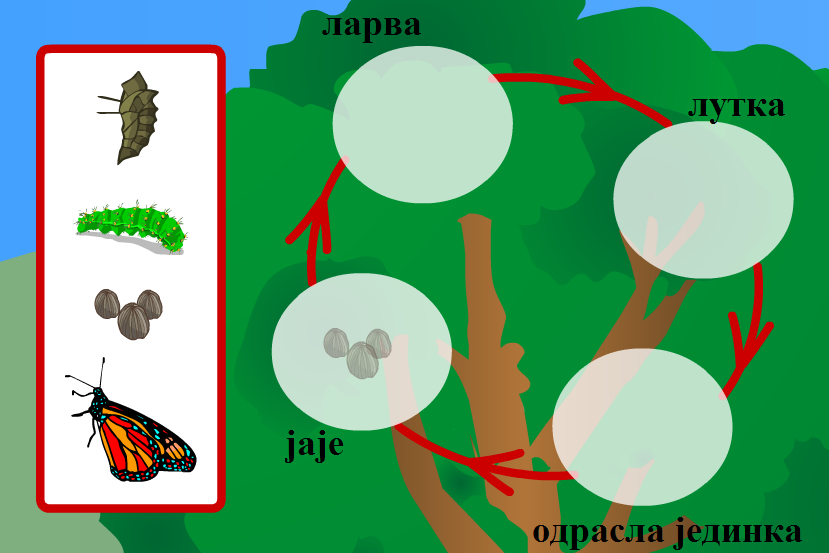 ларва
лутка
јаје
одрасла јединка